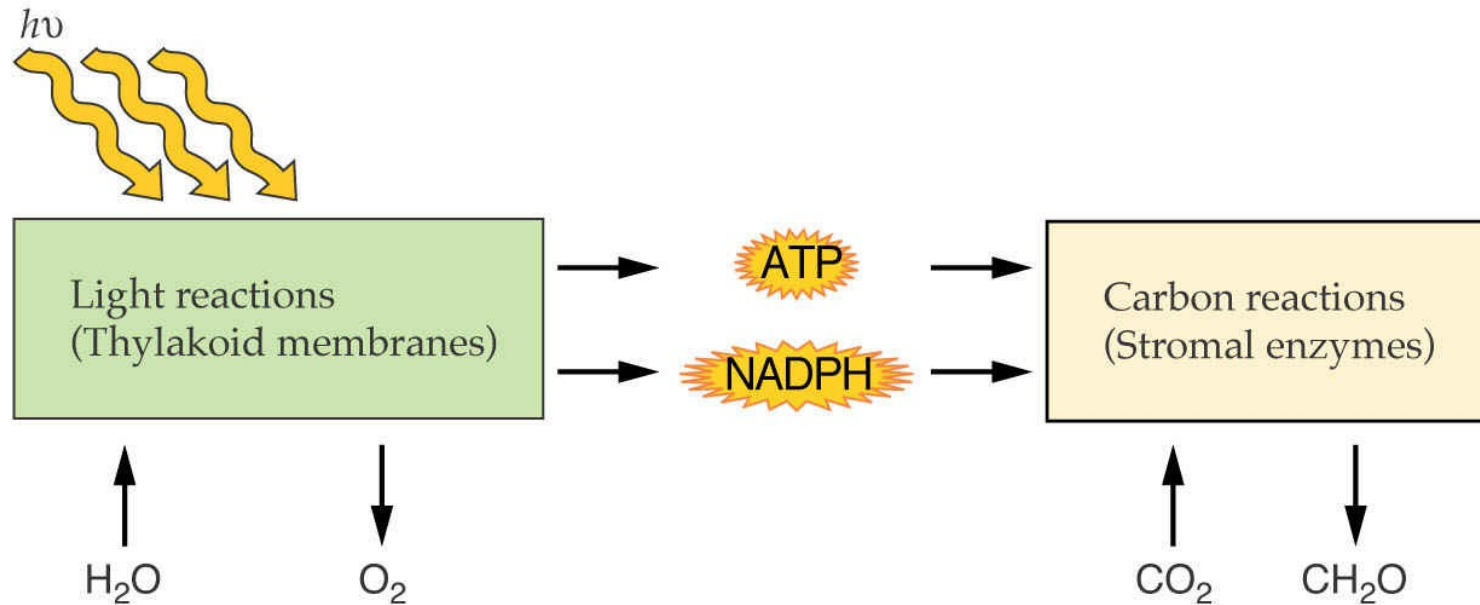 hυ
Light reactions
(Thylakoid membranes)
ATP
NADPH
Carbon reactions
(Stromal enzymes)
H₂O
O₂
CO₂
CH₂O